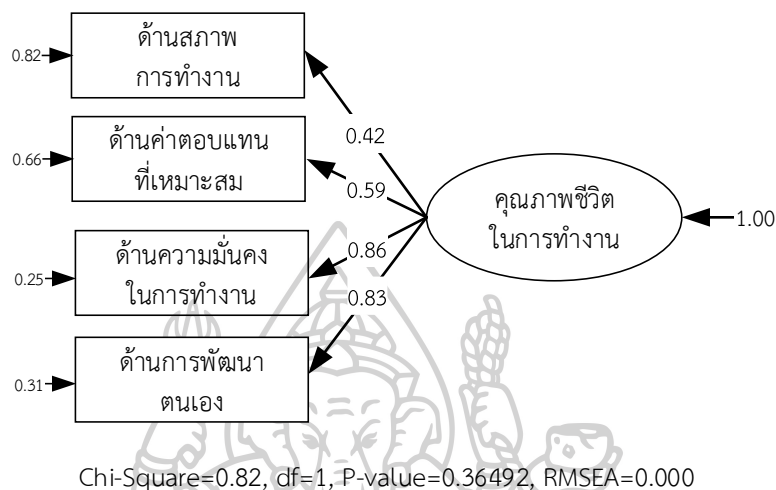 0.82
ด้านสภาพ
การทำงาน
0.42
0.66
ด้านค่าตอบแทน
ที่เหมาะสม
0.59
คุณภาพชีวิต
ในการทำงาน
1.00
0.25
ด้านความมั่นคง
ในการทำงาน
0.86
0.83
0.31
ด้านการพัฒนา
ตนเอง
Chi-Square=0.82, df=1, P-value=0.36492, RMSEA=0.000